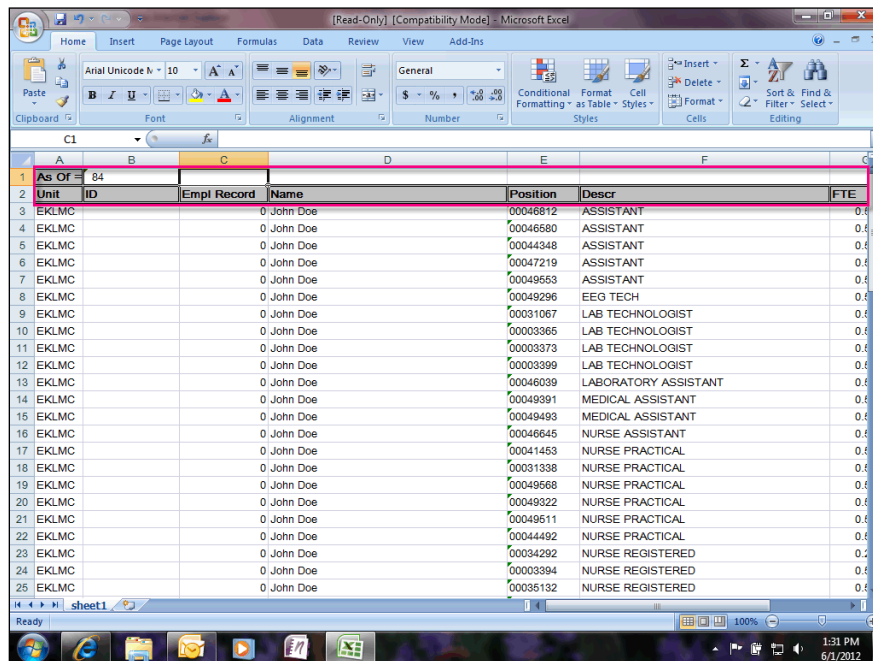 [Read-Only] [Compatibility Mode] - Microsoft Excel
Home Insert Page Layout Formulas Data Review View Add-Ins
Paste
Arial Unicode M 10 A A
B I U A
General
$ % , .0 .00 .00 .0
Conditional Formatting
Format as Table
Cell Styles
Insert
Delete
Format
Σ
Sort & Filter
Find & Select
Clipboard Font Alignment Number Styles Cells Editing
C1 fx
A B C D E F
1 As Of = 84
2 Unit ID Empl Record Name Position Descr FTE
3 EKLMC 0 John Doe 00046812 ASSISTANT
4 EKLMC 0 John Doe 00046580 ASSISTANT
5 EKLMC 0 John Doe 00044348 ASSISTANT
6 EKLMC 0 John Doe 00047219 ASSISTANT
7 EKLMC 0 John Doe 00049553 ASSISTANT
8 EKLMC 0 John Doe 00049296 EEG TECH
9 EKLMC 0 John Doe 00031067 LAB TECHNOLOGIST
10 EKLMC 0 John Doe 00003365 LAB TECHNOLOGIST
11 EKLMC 0 John Doe 00003373 LAB TECHNOLOGIST
12 EKLMC 0 John Doe 00003399 LAB TECHNOLOGIST
13 EKLMC 0 John Doe 00046039 LABORATORY ASSISTANT
14 EKLMC 0 John Doe 00049391 MEDICAL ASSISTANT
15 EKLMC 0 John Doe 00049493 MEDICAL ASSISTANT
16 EKLMC 0 John Doe 00046645 NURSE ASSISTANT
17 EKLMC 0 John Doe 00041453 NURSE PRACTICAL
18 EKLMC 0 John Doe 00031338 NURSE PRACTICAL
19 EKLMC 0 John Doe 00049568 NURSE PRACTICAL
20 EKLMC 0 John Doe 00049322 NURSE PRACTICAL
21 EKLMC 0 John Doe 00049511 NURSE PRACTICAL
22 EKLMC 0 John Doe 00044492 NURSE PRACTICAL
23 EKLMC 0 John Doe 00034292 NURSE REGISTERED
24 EKLMC 0 John Doe 00003394 NURSE REGISTERED
25 EKLMC 0 John Doe 00035132 NURSE REGISTERED
sheet1
Ready 100%
1:31 PM
6/1/2012